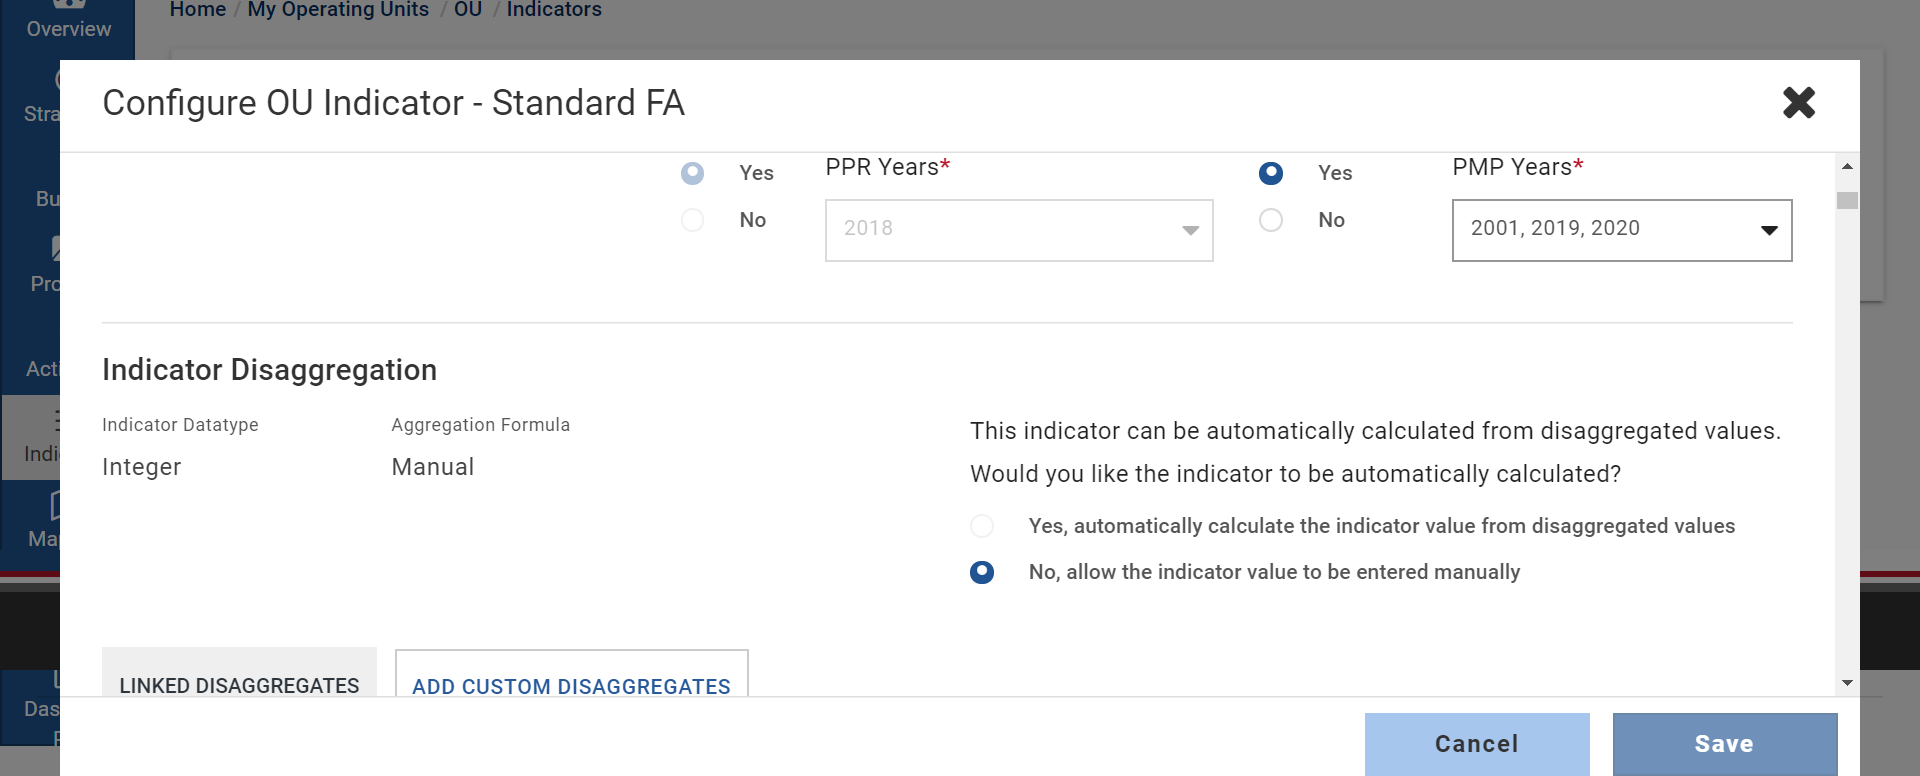 Home / My Operating Units / OU / Indicators
Overview
Configure OU Indicator - Standard FA
Stra
Yes
PPR Years*
Yes
PMP Years*
Bu
No
2018
No
2001, 2019, 2020
Pro
Indicator Disaggregation
Acti
Indicator Datatype
Aggregation Formula
This indicator can be automatically calculated from disaggregated values.
Indi
Integer
Manual
Would you like the indicator to be automatically calculated?
Yes, automatically calculate the indicator value from disaggregated values
Ma
No, allow the indicator value to be entered manually
LINKED DISAGGREGATES
ADD CUSTOM DISAGGREGATES
Das
Cancel
Save